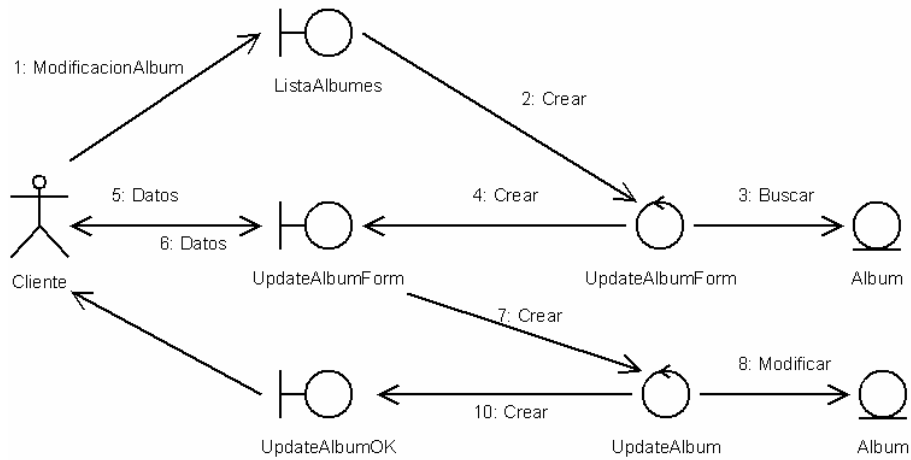 1: ModificacionAlbum
ListaAlbumes
2: Crear
5: Datos
4: Crear
3: Buscar
6: Datos
Cliente
UpdateAlbumForm
UpdateAlbumForm
Album
7: Crear
8: Modificar
10: Crear
UpdateAlbumOK
UpdateAlbum
Album